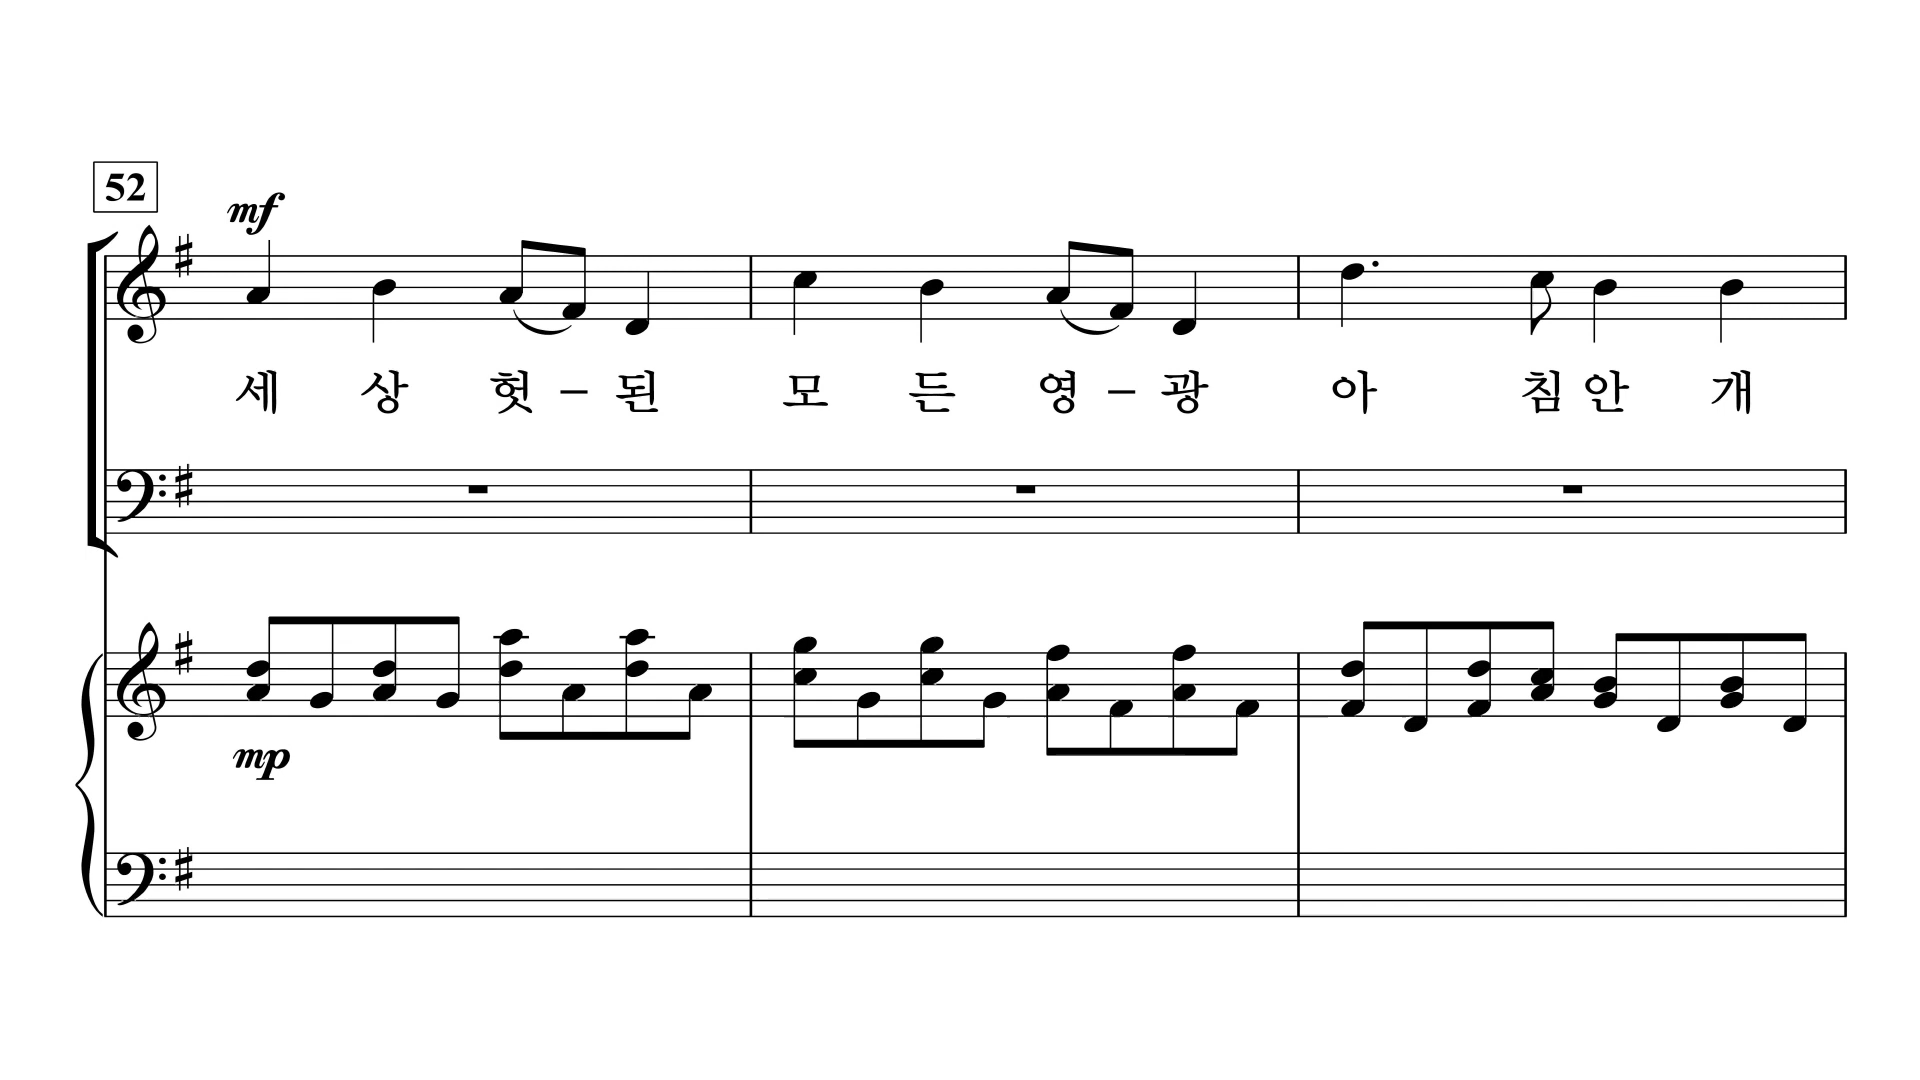 52
mf
세 상 헛 – 된 모 든 영 – 광 아 침 안 개
mp